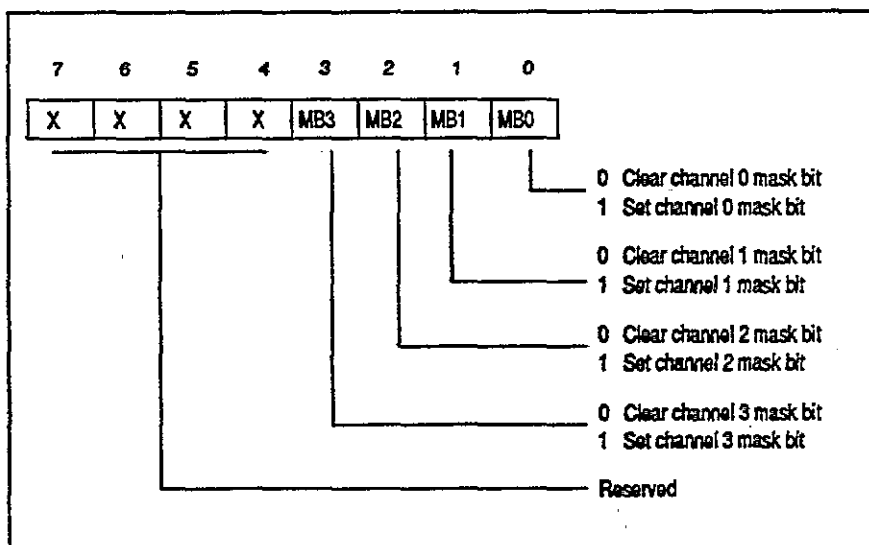 7 6 5 4 3 2 1 0
X X X X MB3 MB2 MB1 MB0
0 Clear channel 0 mask bit
1 Set channel 0 mask bit
0 Clear channel 1 mask bit
1 Set channel 1 mask bit
0 Clear channel 2 mask bit
1 Set channel 2 mask bit
0 Clear channel 3 mask bit
1 Set channel 3 mask bit
Reserved